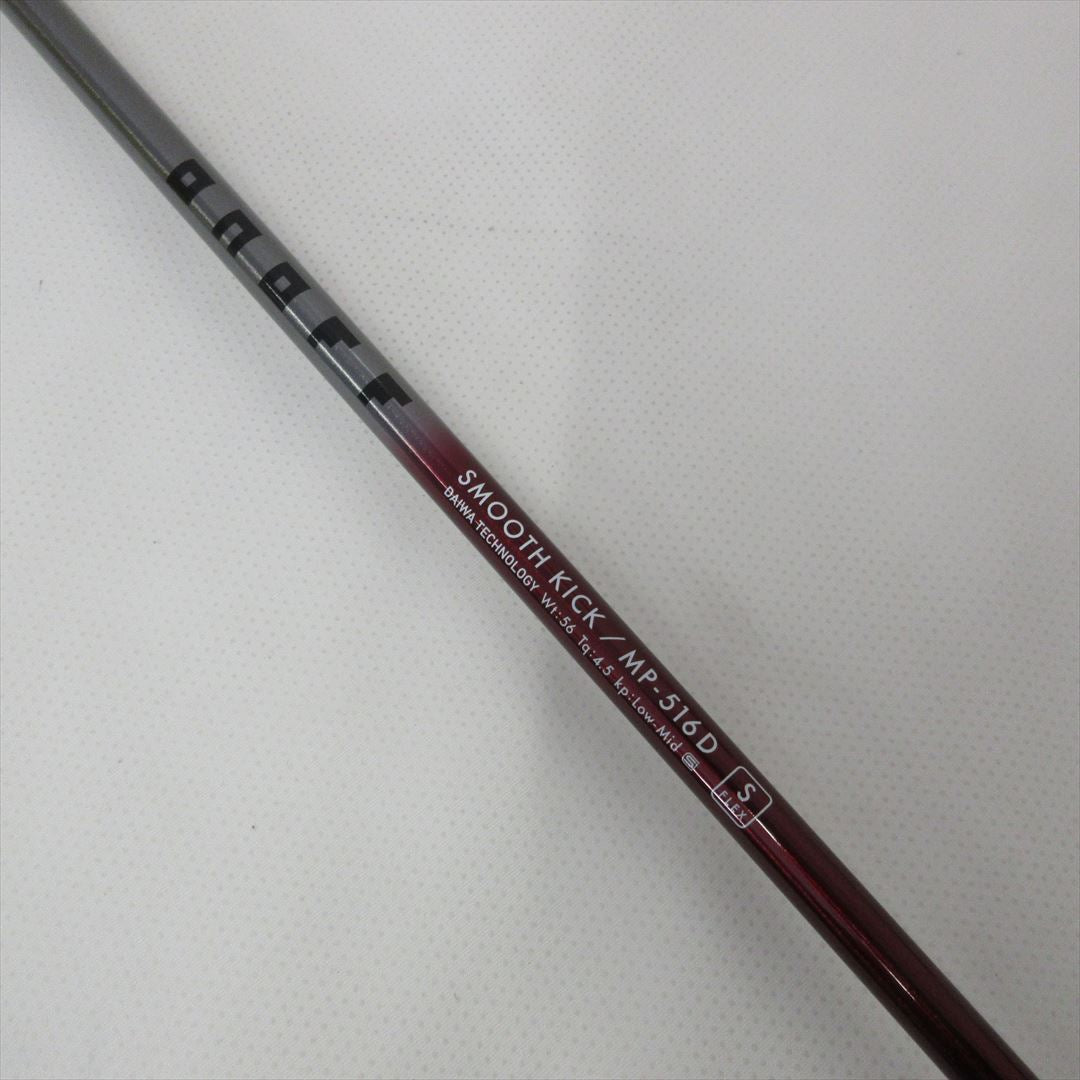 onoff
SMOOTH KICK / MP-516D
DAIWA TECHNOLOGY Wt:56 Tq:4.5 kp:Low-Mid
S
FLEX